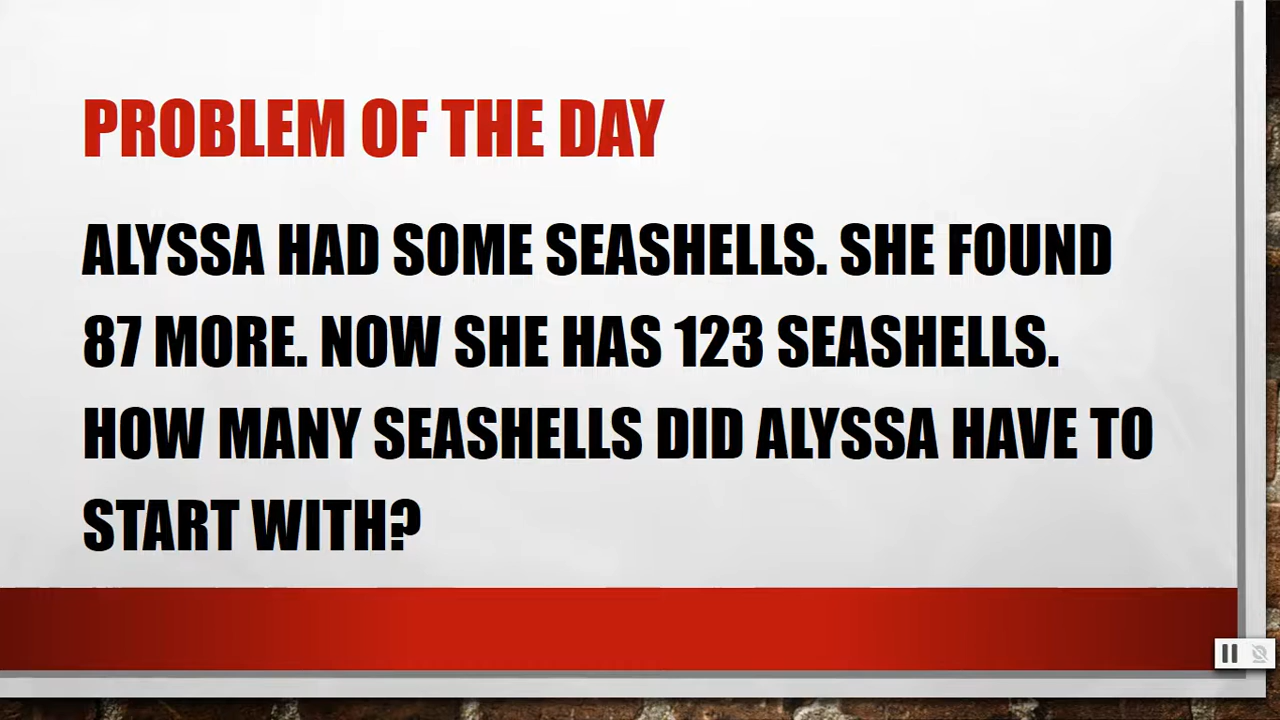 PROBLEM OF THE DAY
ALYSSA HAD SOME SEASHELLS. SHE FOUND
87 MORE. NOW SHE HAS 123 SEASHELLS.
HOW MANY SEASHELLS DID ALYSSA HAVE TO
START WITH?